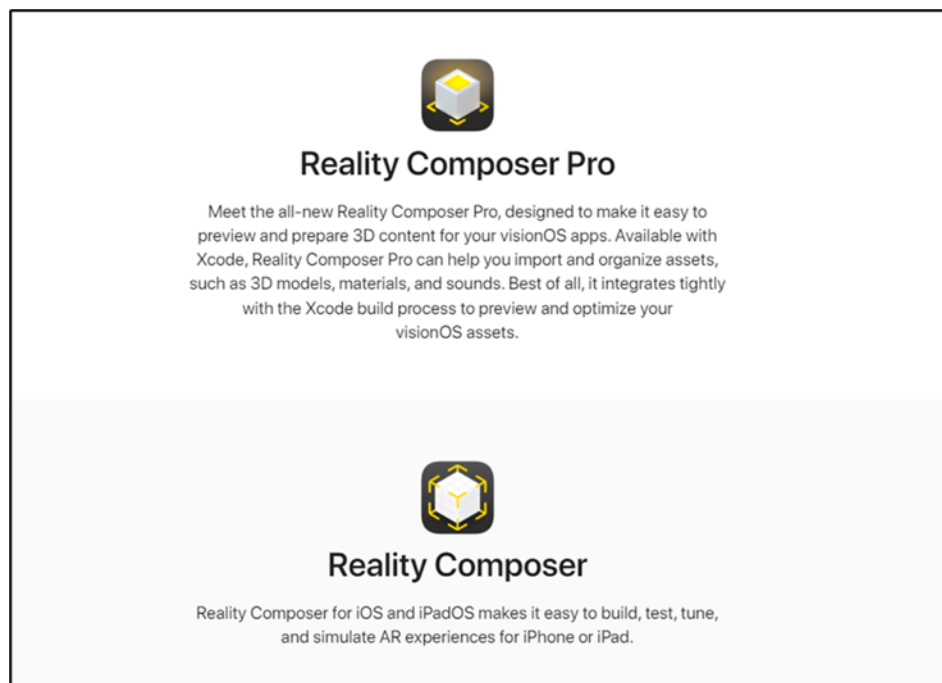 Reality Composer Pro
Meet the all-new Reality Composer Pro, designed to make it easy to
preview and prepare 3D content for your visionOS apps. Available with
Xcode, Reality Composer Pro can help you import and organize assets,
such as 3D models, materials, and sounds. Best of all, it integrates tightly
with the Xcode build process to preview and optimize your
visionOS assets.
Reality Composer
Reality Composer for iOS and iPadOS makes it easy to build, test, tune,
and simulate AR experiences for iPhone or iPad.